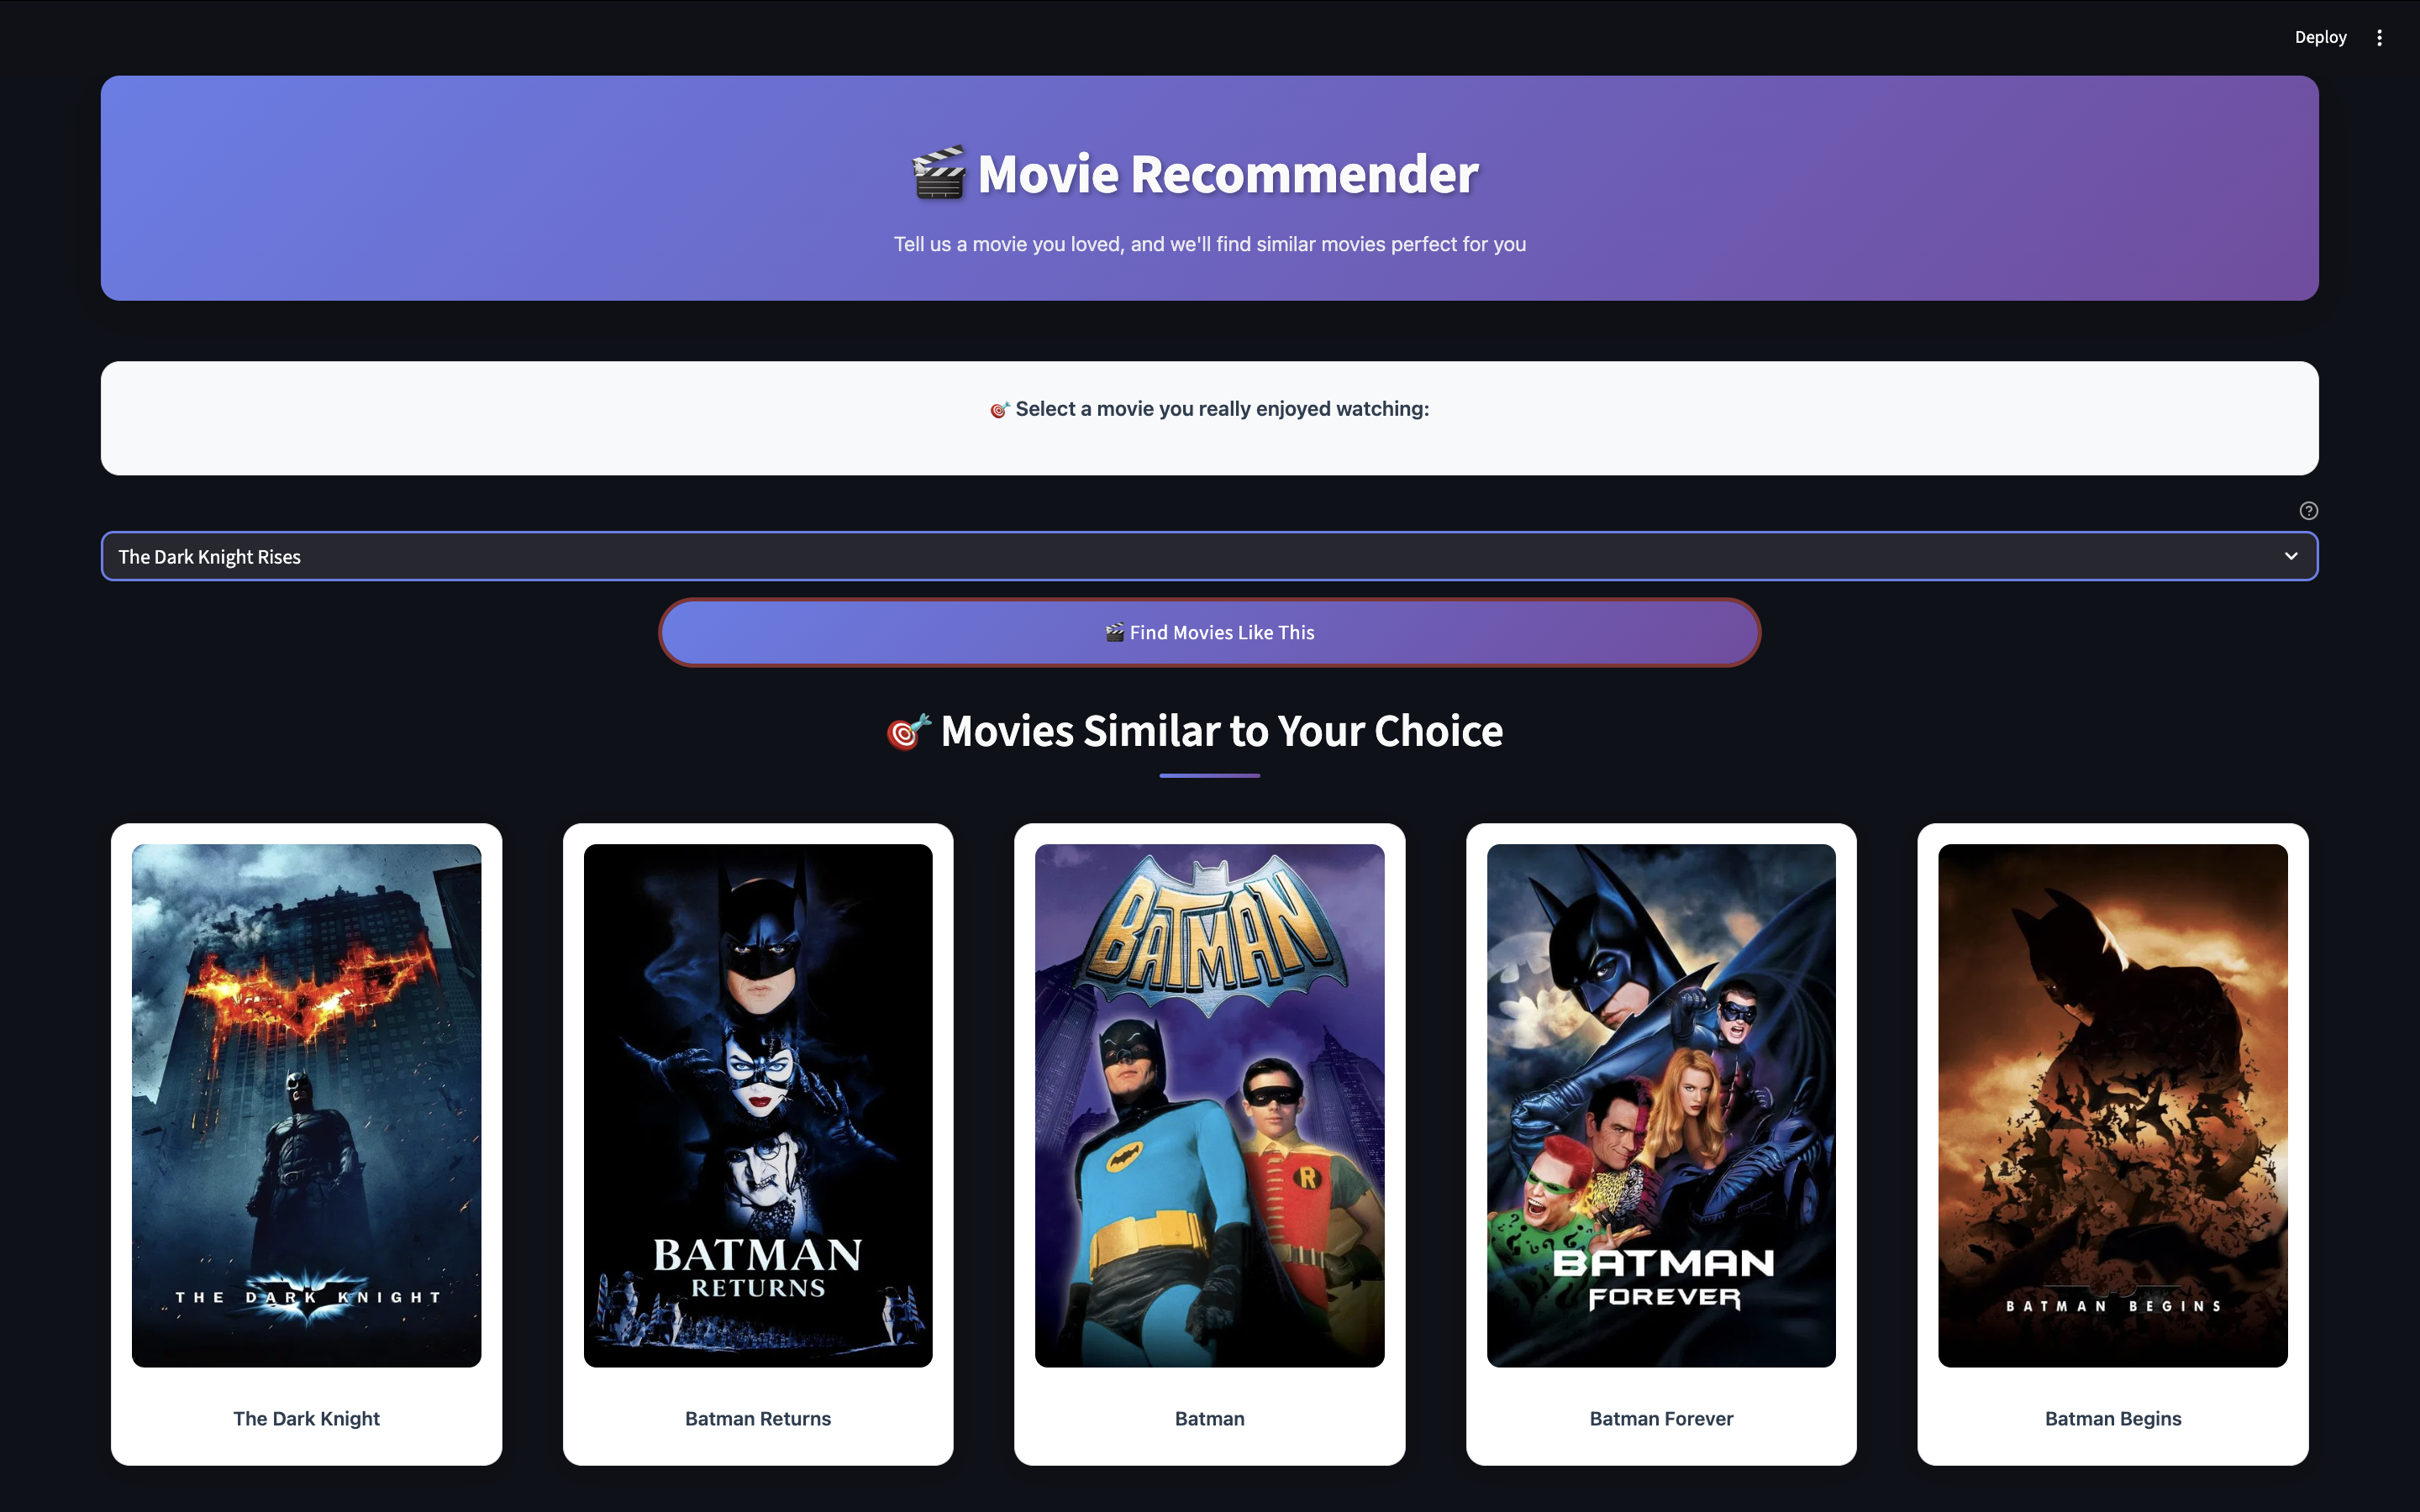 Deploy
Movie Recommender
Tell us a movie you loved, and we'll find similar movies perfect for you
Select a movie you really enjoyed watching:
?
The Dark Knight Rises
Find Movies Like This
Movies Similar to Your Choice
THE DARK KNIGHT
BATMAN
RETURNS
BATMAN
R
BATMAN
FOREVER
BATMAN BEGINS
The Dark Knight
Batman Returns
Batman
Batman Forever
Batman Begins